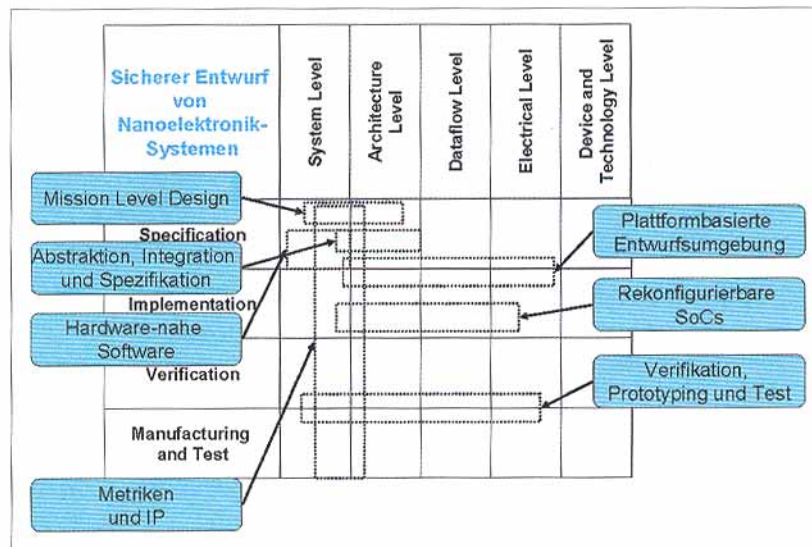 Sicherer Entwurf
von
Nanoelektronik-
Systemen
System Level
Architecture
Level
Dataflow Level
Electrical Level
Device and
Technology Level
Mission Level Design
Specification
Abstraktion, Integration
und Spezifikation
Implementation
Hardware-nahe
Software
Verification
Manufacturing
and Test
Metriken
und IP
Plattformbasierte
Entwurfsumgebung
Rekonfigurierbare
SoCs
Verifikation,
Prototyping und Test